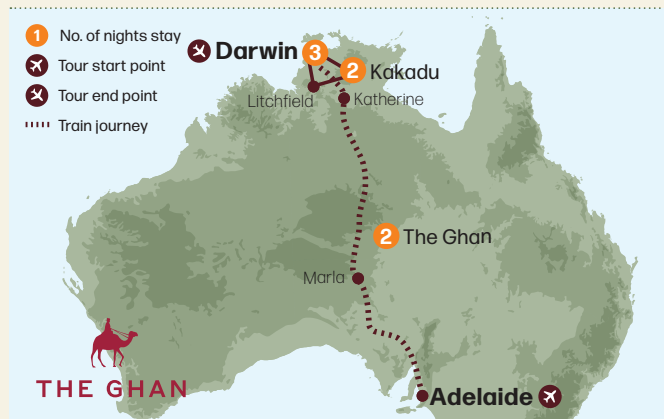 1 No. of nights stay
Tour start point
Tour end point
Train journey
Darwin 3
2 Kakadu
Litchfield
Katherine
2 The Ghan
Marla
Adelaide
THE GHAN